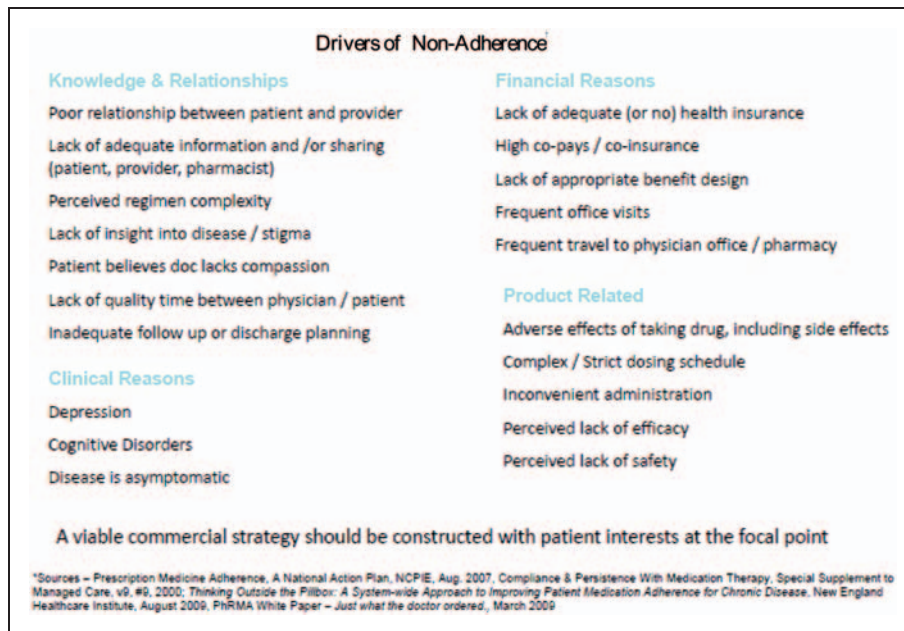 Drivers of Non-Adherence*
Knowledge & Relationships
Poor relationship between patient and provider
Lack of adequate information and /or sharing
(patient, provider, pharmacist)
Perceived regimen complexity
Lack of insight into disease / stigma
Patient believes doc lacks compassion
Lack of quality time between physician / patient
Inadequate follow up or discharge planning
Clinical Reasons
Depression
Cognitive Disorders
Disease is asymptomatic
Financial Reasons
Lack of adequate (or no) health insurance
High co-pays / co-insurance
Lack of appropriate benefit design
Frequent office visits
Frequent travel to physician office / pharmacy
Product Related
Adverse effects of taking drug, including side effects
Complex / Strict dosing schedule
Inconvenient administration
Perceived lack of efficacy
Perceived lack of safety
A viable commercial strategy should be constructed with patient interests at the focal point
*Sources – Prescription Medicine Adherence, A National Action Plan, NCPIE, Aug. 2007, Compliance & Persistence With Medication Therapy, Special Supplement to
Managed Care, v9, #9, 2000; Thinking Outside the Pillbox: A System-wide Approach to Improving Patient Medication Adherence for Chronic Disease, New England
Healthcare Institute, August 2009, PhRMA White Paper – Just what the doctor ordered., March 2009